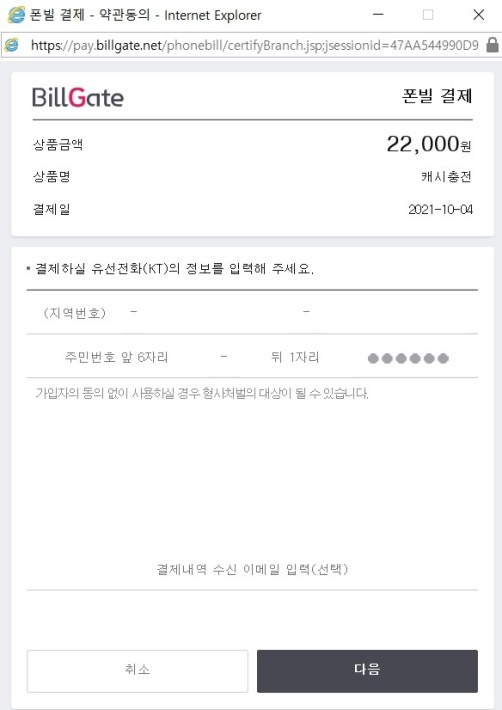 폰빌 결제 - 약관동의 - Internet Explorer
https://pay.billgate.net/phonebill/certifyBranch.jsp;jsessionid=47AA544990D9
BillGate 폰빌 결제
상품금액 22,000원
상품명 캐시충전
결제일 2021-10-04
• 결제하실 유선전화(KT)의 정보를 입력해 주세요.
(지역번호) - -
주민번호 앞 6자리 - 뒤 1자리 ●●●●●●
가입자의 동의 없이 사용하실 경우 형사처벌의 대상이 될 수 있습니다.
결제내역 수신 이메일 입력(선택)
취소 다음